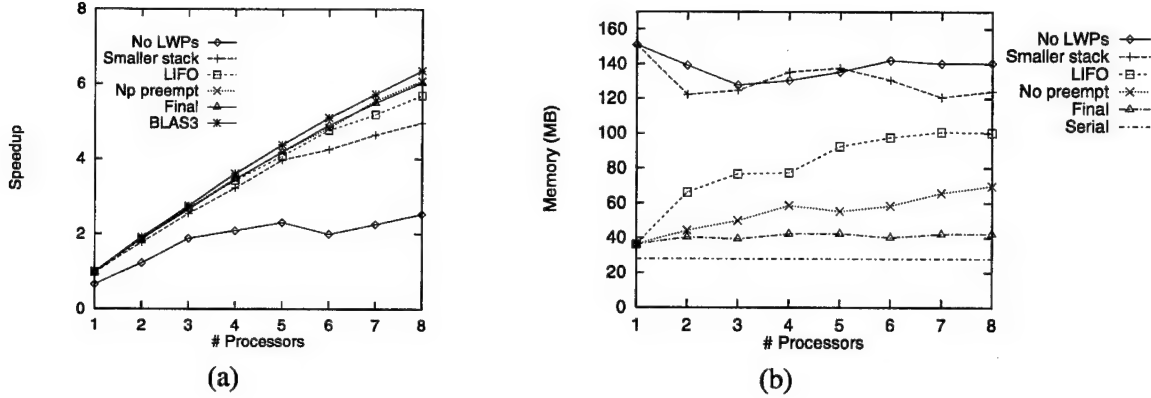 No LWPs
Smaller stack
LIFO
Np preempt
Final
BLAS3
Speedup
8
6
4
2
0
1 2 3 4 5 6 7 8
# Processors
(a)
No LWPs
Smaller stack
LIFO
No preempt
Final
Serial
Memory (MB)
160
140
120
100
80
60
40
20
0
1 2 3 4 5 6 7 8
# Processors
(b)